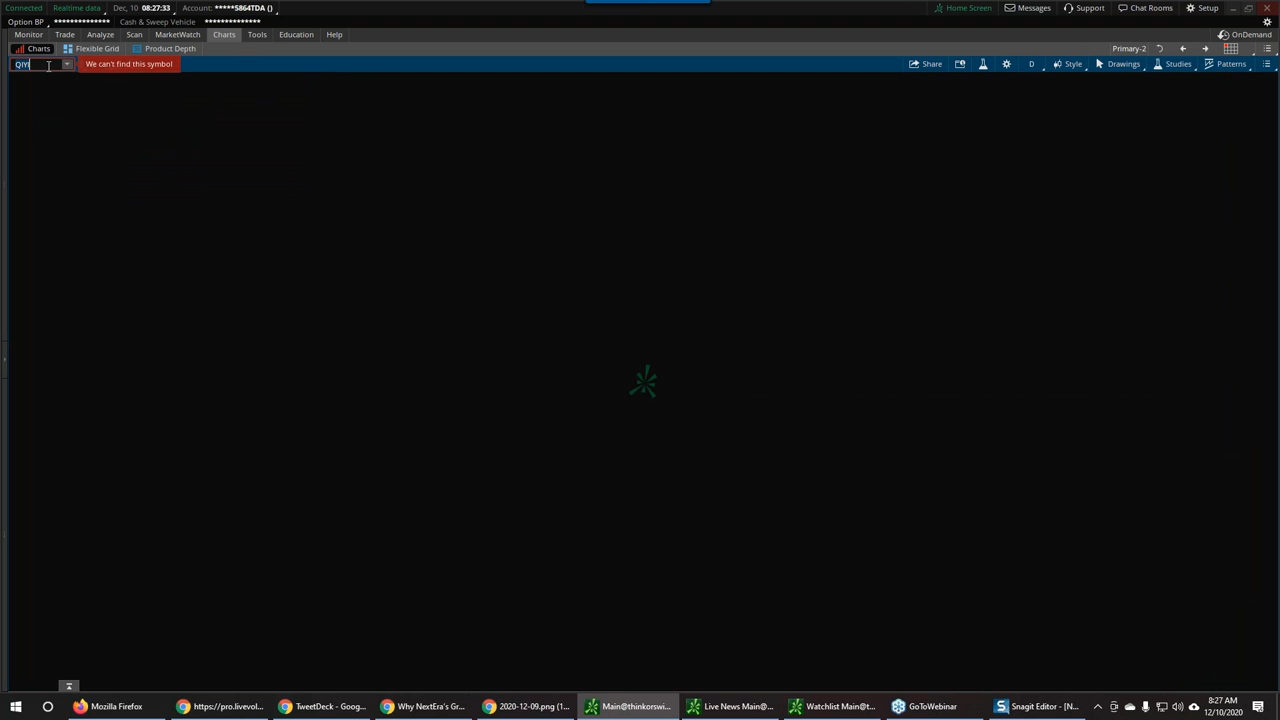 Connected Realtime data Dec, 10 08:27:33 Account: *****5864TDA () Home Screen Messages Support Chat Rooms Setup
Option BP *************** Cash & Sweep Vehicle ***************
Monitor Trade Analyze Scan MarketWatch Charts Tools Education Help OnDemand
Charts Flexible Grid Product Depth Primary-2
QIYI We can't find this symbol Share D Style Drawings Studies Patterns
Mozilla Firefox https://pro.livevol... TweetDeck - Goog... Why NextEra's Gr... 2020-12-09.png (1... Main@thinkorswi... Live News Main@... Watchlist Main@t... GoToWebinar Snagit Editor - [N... 8:27 AM
12/10/2020